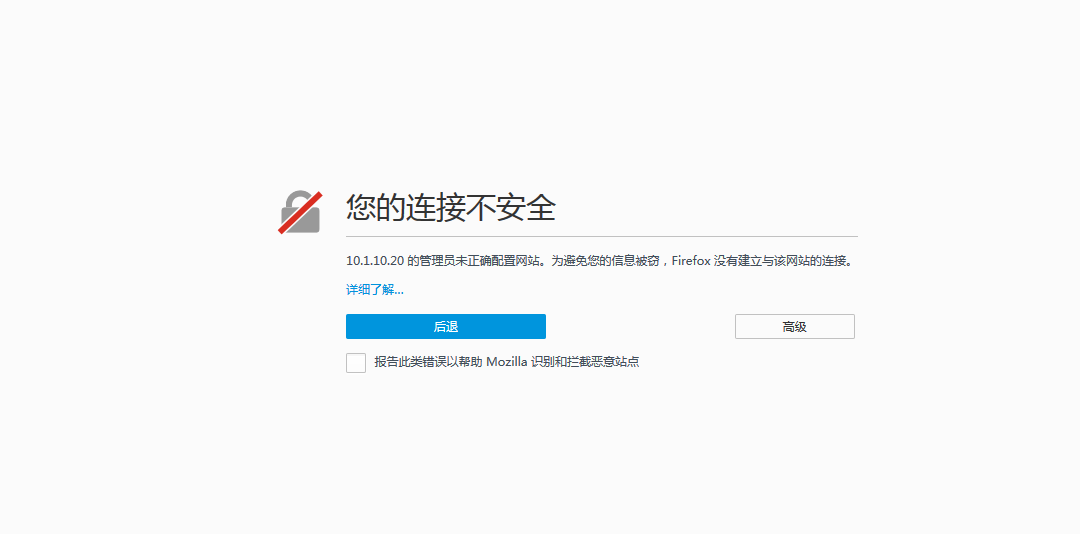 您的连接不安全
10.1.10.20 的管理员未正确配置网站。为避免您的信息被窃，Firefox 没有建立与该网站的连接。
详细了解...
后退
高级
报告此类错误以帮助 Mozilla 识别和拦截恶意站点